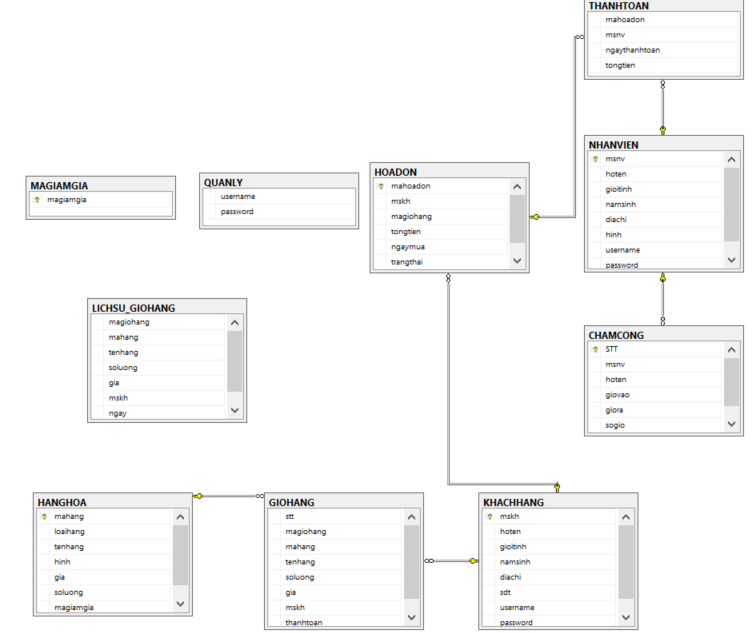 THANHTOAN
mahoadon
msnv
ngaythanhtoan
tongtien
NHANVIEN
msnv
hoten
gioitinh
namsinh
diachi
hinh
username
password
HOADON
mahoadon
mskh
magiohang
tongtien
ngaymua
trangthai
QUANLY
username
password
MAGIAMGIA
magiamgia
LICHSU_GIOHANG
magiohang
mahang
tenhang
soluong
gia
mskh
ngay
CHAMCONG
STT
msnv
hoten
giovao
giora
sogio
HANGHOA
mahang
loaihang
tenhang
hinh
gia
soluong
magiamgia
GIOHANG
stt
magiohang
mahang
tenhang
soluong
gia
mskh
thanhtoan
KHACHHANG
mskh
hoten
gioitinh
namsinh
diachi
sdt
username
password